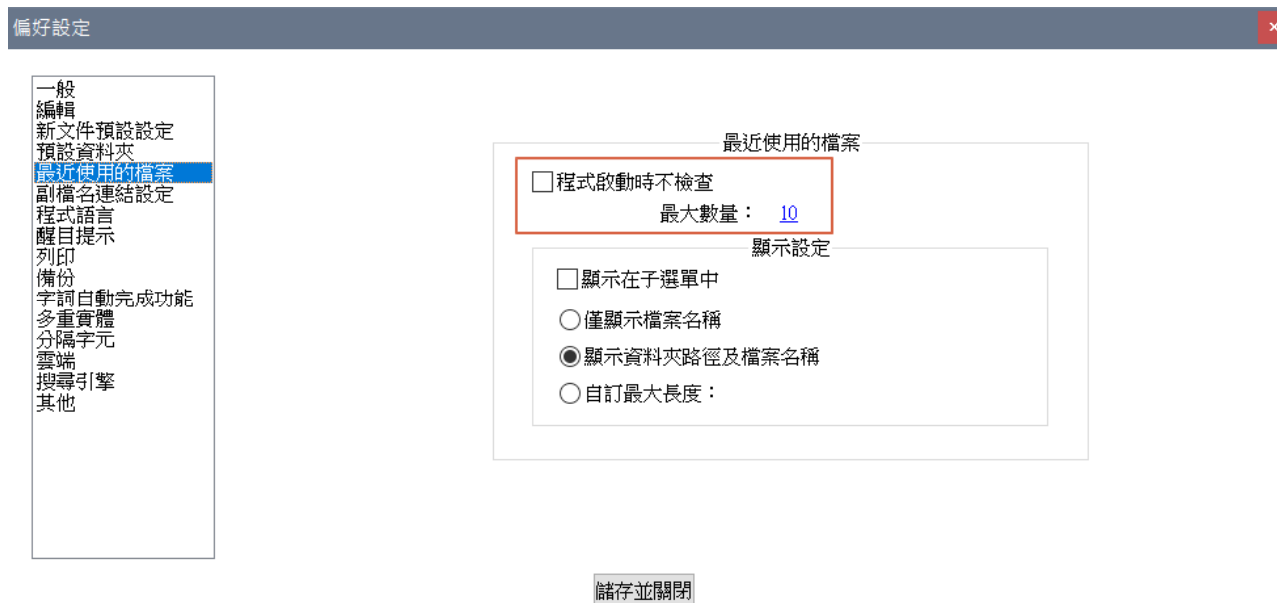 偏好設定
一般
編輯
新文件預設設定
預設資料夾
最近使用的檔案
副檔名連結設定
程式語言
醒目提示
列印
備份
字詞自動完成功能
多重實體
分隔字元
雲端
搜尋引擎
其他
最近使用的檔案
程式啟動時不檢查
最大數量： 10
顯示設定
顯示在子選單中
僅顯示檔案名稱
顯示資料夾路徑及檔案名稱
自訂最大長度：
儲存並關閉